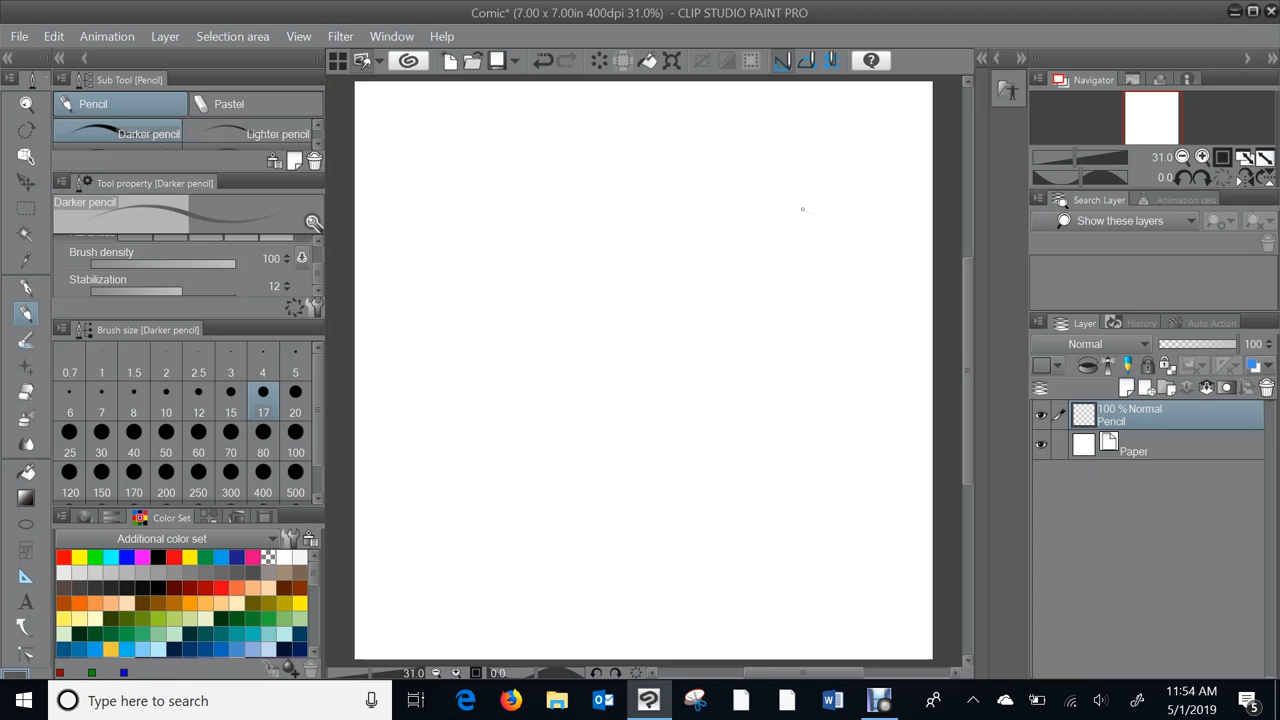 Comic* (7.00 x 7.00in 400dpi 31.0%) - CLIP STUDIO PAINT PRO
File Edit Animation Layer Selection area View Filter Window Help
Sub Tool [Pencil]
Pencil Pastel
Darker pencil Lighter pencil
Tool property [Darker pencil]
Darker pencil
Brush density 100
Stabilization 12
Brush size [Darker pencil]
0.7 1 1.5 2 2.5 3 4 5
6 7 8 10 12 15 17 20
25 30 40 50 60 70 80 100
120 150 170 200 250 300 400 500
Color Set
Additional color set
Navigator
31.0
0.0
Search Layer Animation cels
Show these layers
Layer History Auto Action
Normal 100
100 % Normal
Pencil
Paper
31.0 0.0
Type here to search
11:54 AM
5/1/2019
5